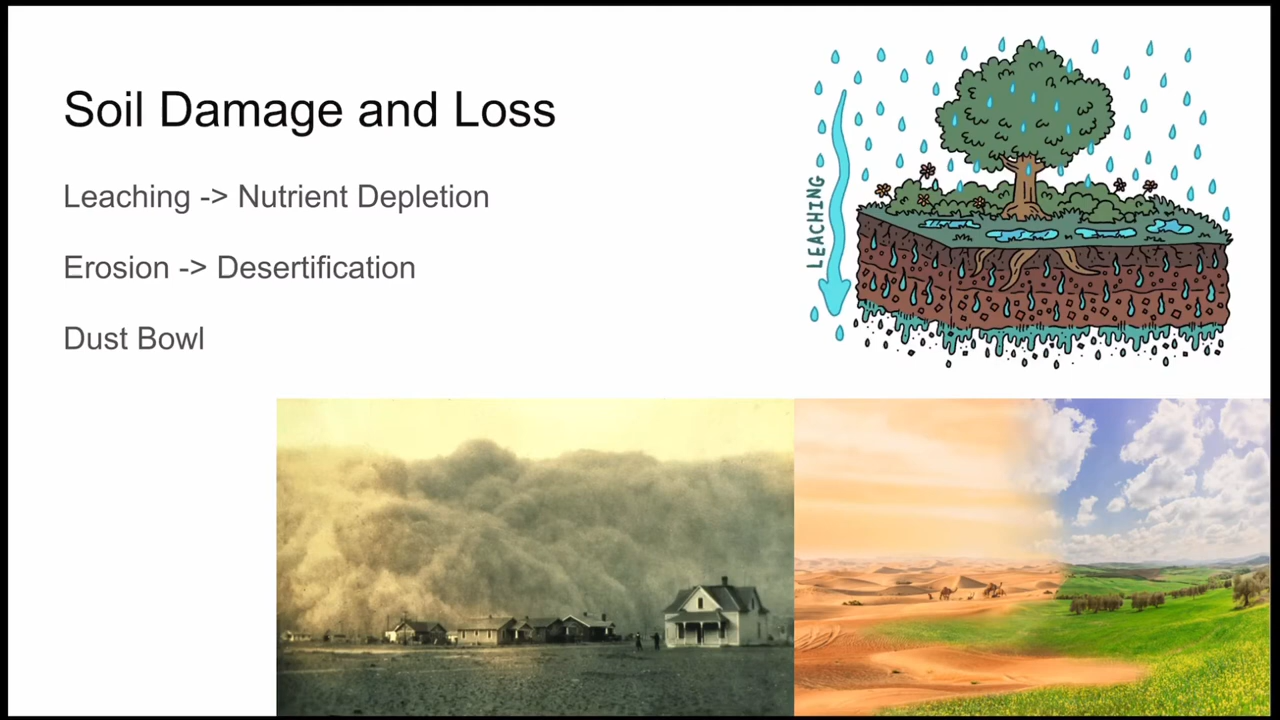 Soil Damage and Loss
Leaching -> Nutrient Depletion
Erosion -> Desertification
Dust Bowl
LEACHING